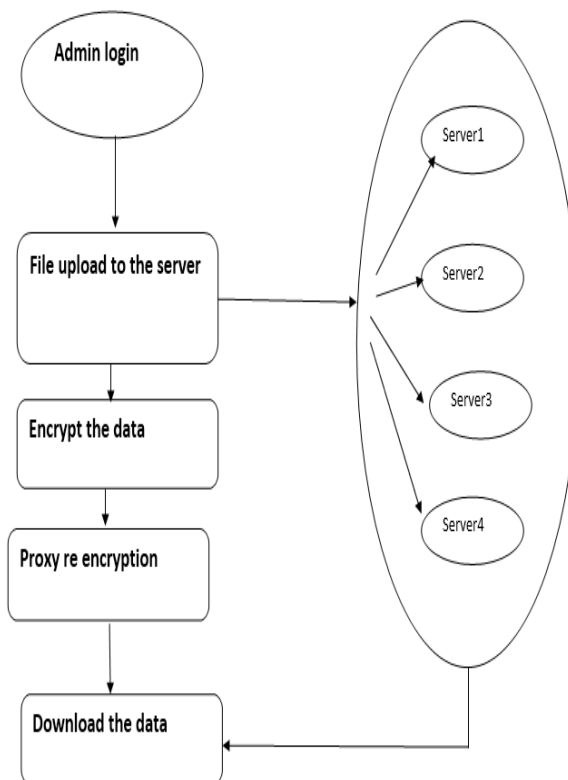 Admin login
File upload to the server
Encrypt the data
Proxy re encryption
Download the data
Server1
Server2
Server3
Server4